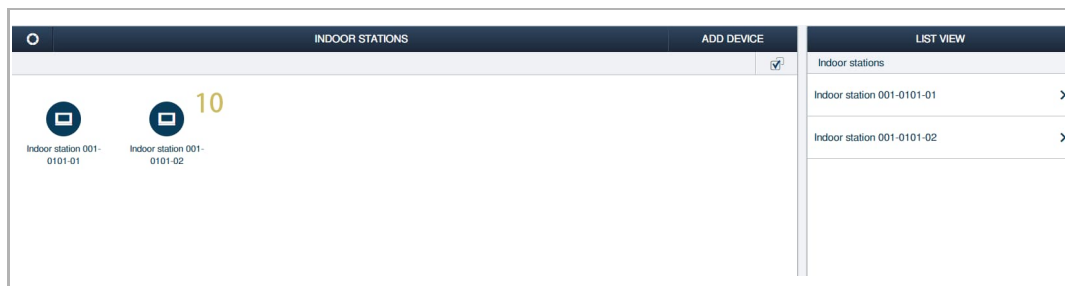 INDOOR STATIONS
ADD DEVICE
LIST VIEW
Indoor stations
10
Indoor station 001-
0101-01
Indoor station 001-
0101-02
Indoor station 001-0101-01
Indoor station 001-0101-02